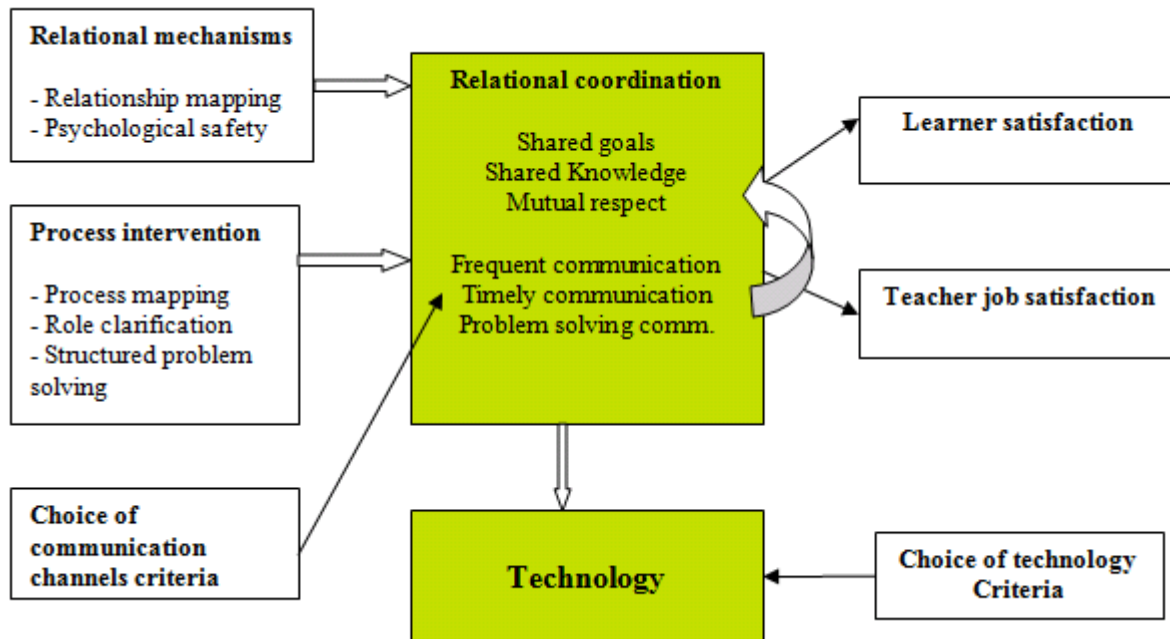 Relational mechanisms
- Relationship mapping
- Psychological safety
Process intervention
- Process mapping
- Role clarification
- Structured problem
solving
Choice of
communication
channels criteria
Relational coordination
Shared goals
Shared Knowledge
Mutual respect
Frequent communication
Timely communication
Problem solving comm.
Technology
Learner satisfaction
Teacher job satisfaction
Choice of technology
Criteria